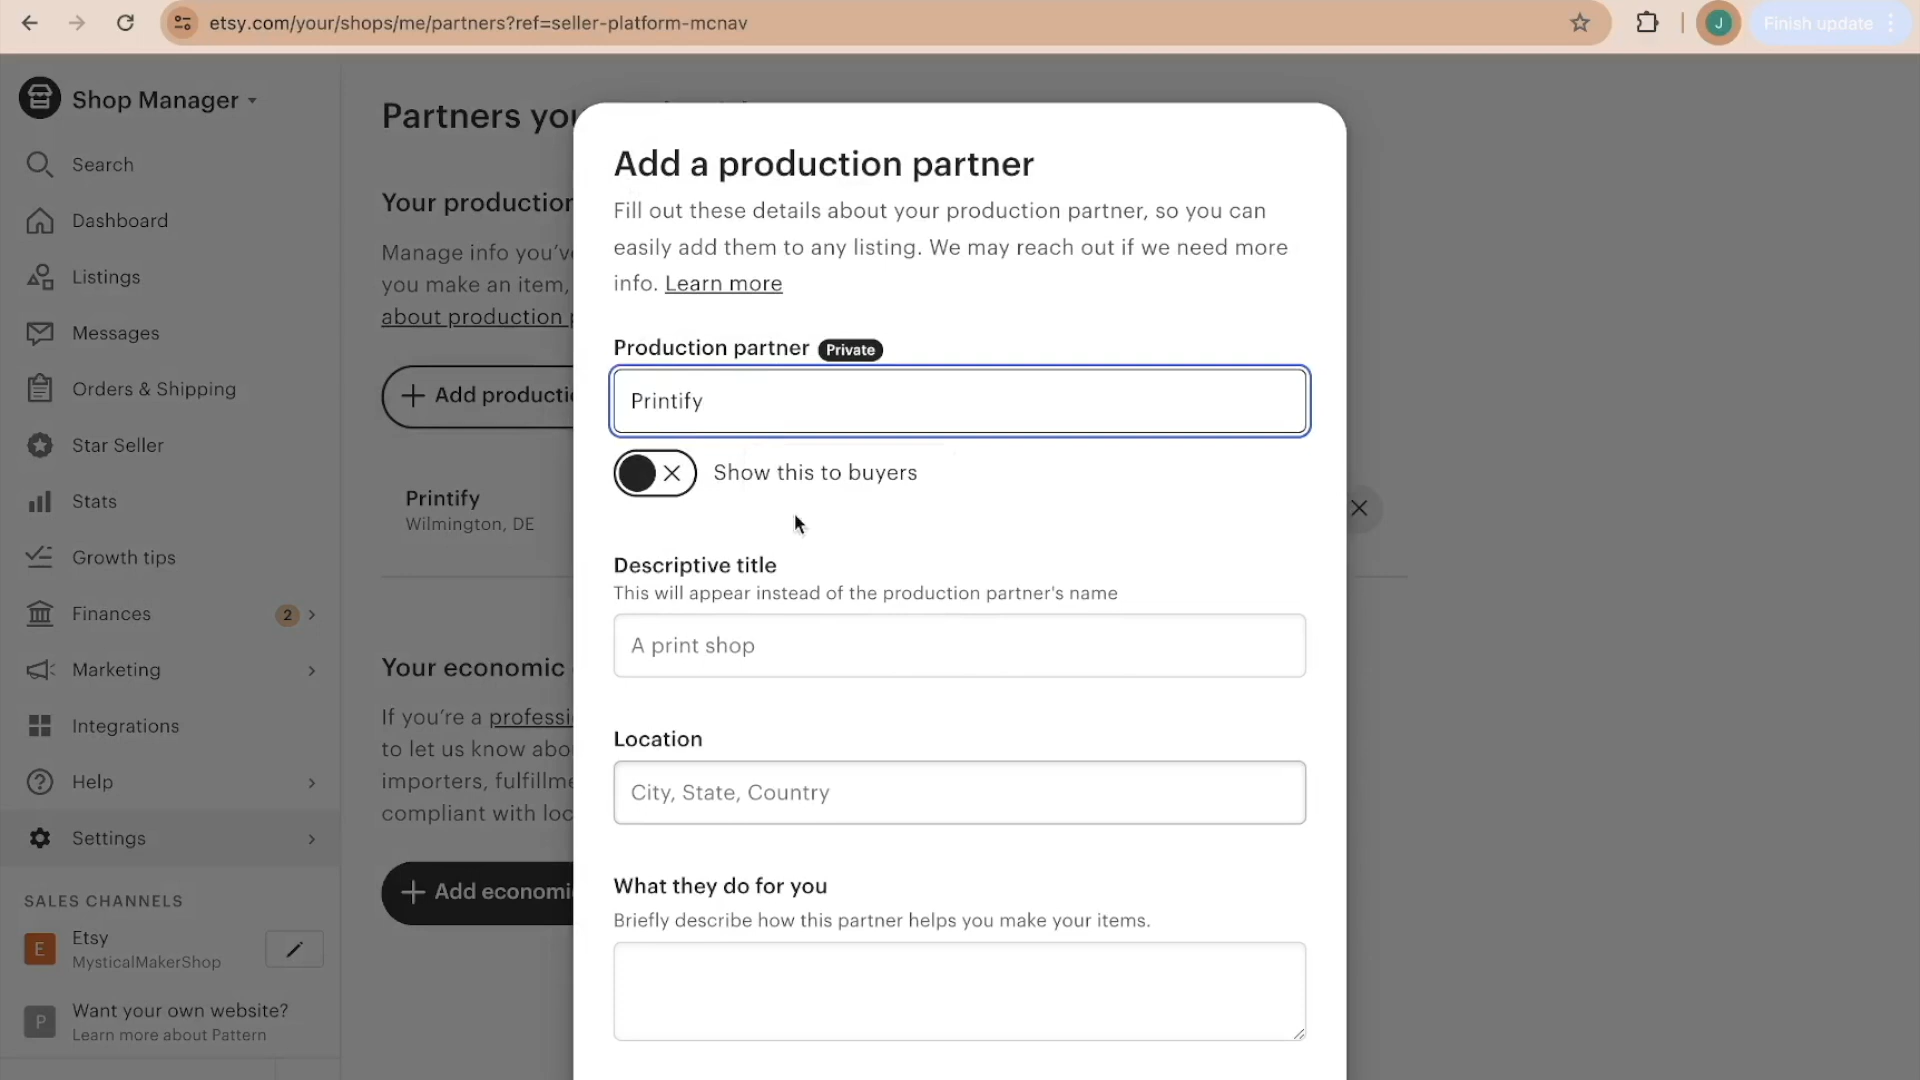 etsy.com/your/shops/me/partners?ref=seller-platform-mcnav
J
Finish update
Shop Manager
Search
Dashboard
Listings
Messages
Orders & Shipping
Star Seller
Stats
Growth tips
Finances
2
Marketing
Integrations
Help
Settings
SALES CHANNELS
E
Etsy
MysticalMakerShop
P
Want your own website?
Learn more about Pattern
Partners you
Your production
Manage info you've
you make an item,
about production p
Add productio
Printify
Wilmington, DE
Your economic
If you're a professi
to let us know abo
importers, fulfillme
compliant with loc
Add economi
Add a production partner
Fill out these details about your production partner, so you can
easily add them to any listing. We may reach out if we need more
info. Learn more
Production partner Private
Printify
Show this to buyers
Descriptive title
This will appear instead of the production partner's name
A print shop
Location
City, State, Country
What they do for you
Briefly describe how this partner helps you make your items.